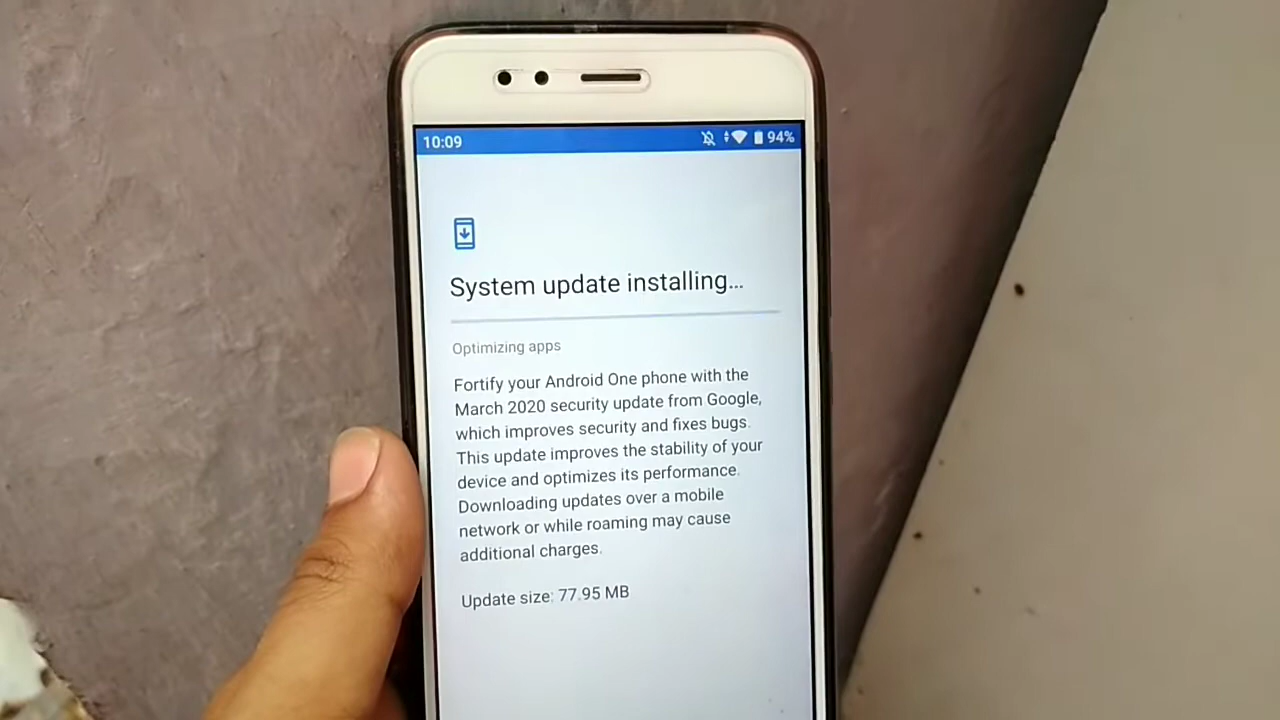 10:09 94%
System update installing...
Optimizing apps
Fortify your Android One phone with the
March 2020 security update from Google,
which improves security and fixes bugs.
This update improves the stability of your
device and optimizes its performance.
Downloading updates over a mobile
network or while roaming may cause
additional charges.
Update size: 77.95 MB